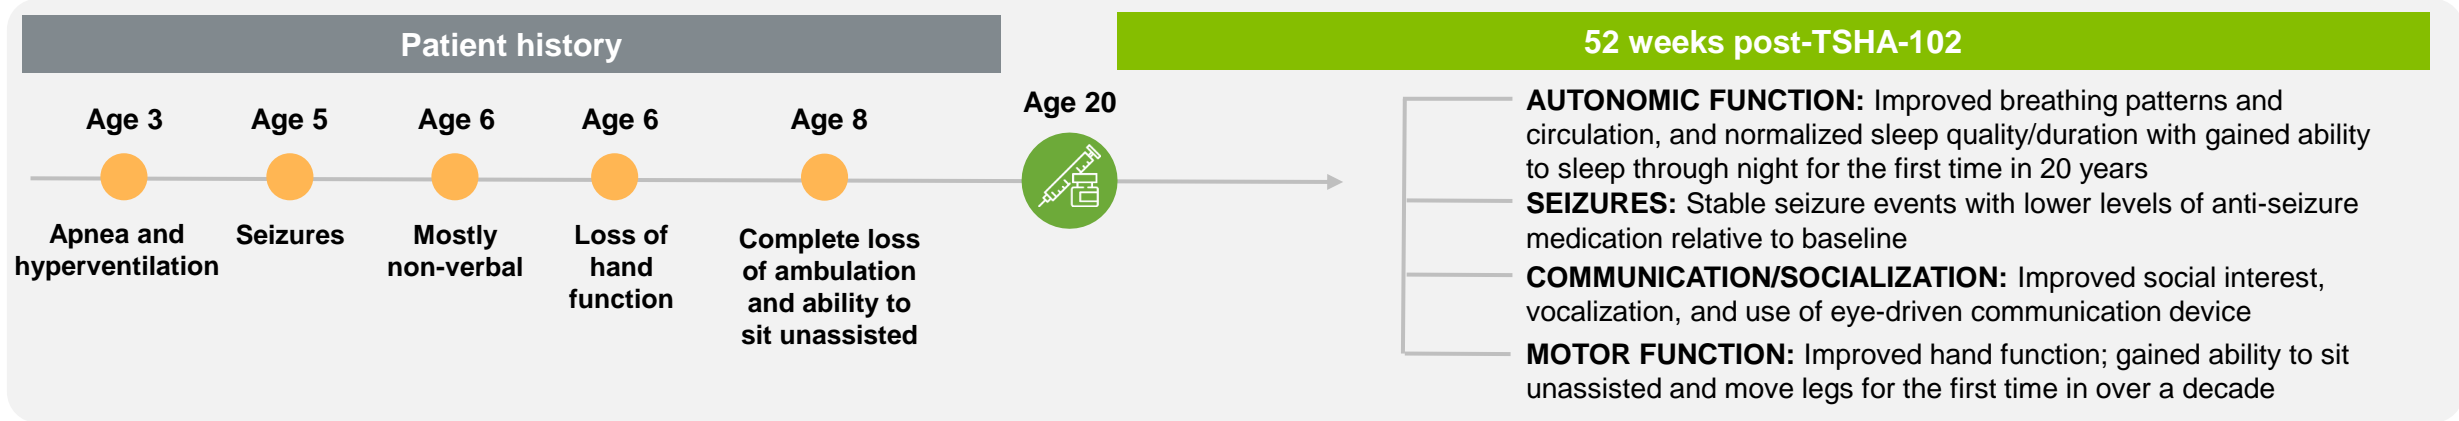 Patient history
52 weeks post-TSHA-102
Age 3
Apnea and
hyperventilation
Age 5
Seizures
Age 6
Mostly
non-verbal
Age 6
Loss of
hand
function
Age 8
Complete loss
of ambulation
and ability to
sit unassisted
Age 20
AUTONOMIC FUNCTION: Improved breathing patterns and
circulation, and normalized sleep quality/duration with gained ability
to sleep through night for the first time in 20 years
SEIZURES: Stable seizure events with lower levels of anti-seizure
medication relative to baseline
COMMUNICATION/SOCIALIZATION: Improved social interest,
vocalization, and use of eye-driven communication device
MOTOR FUNCTION: Improved hand function; gained ability to sit
unassisted and move legs for the first time in over a decade